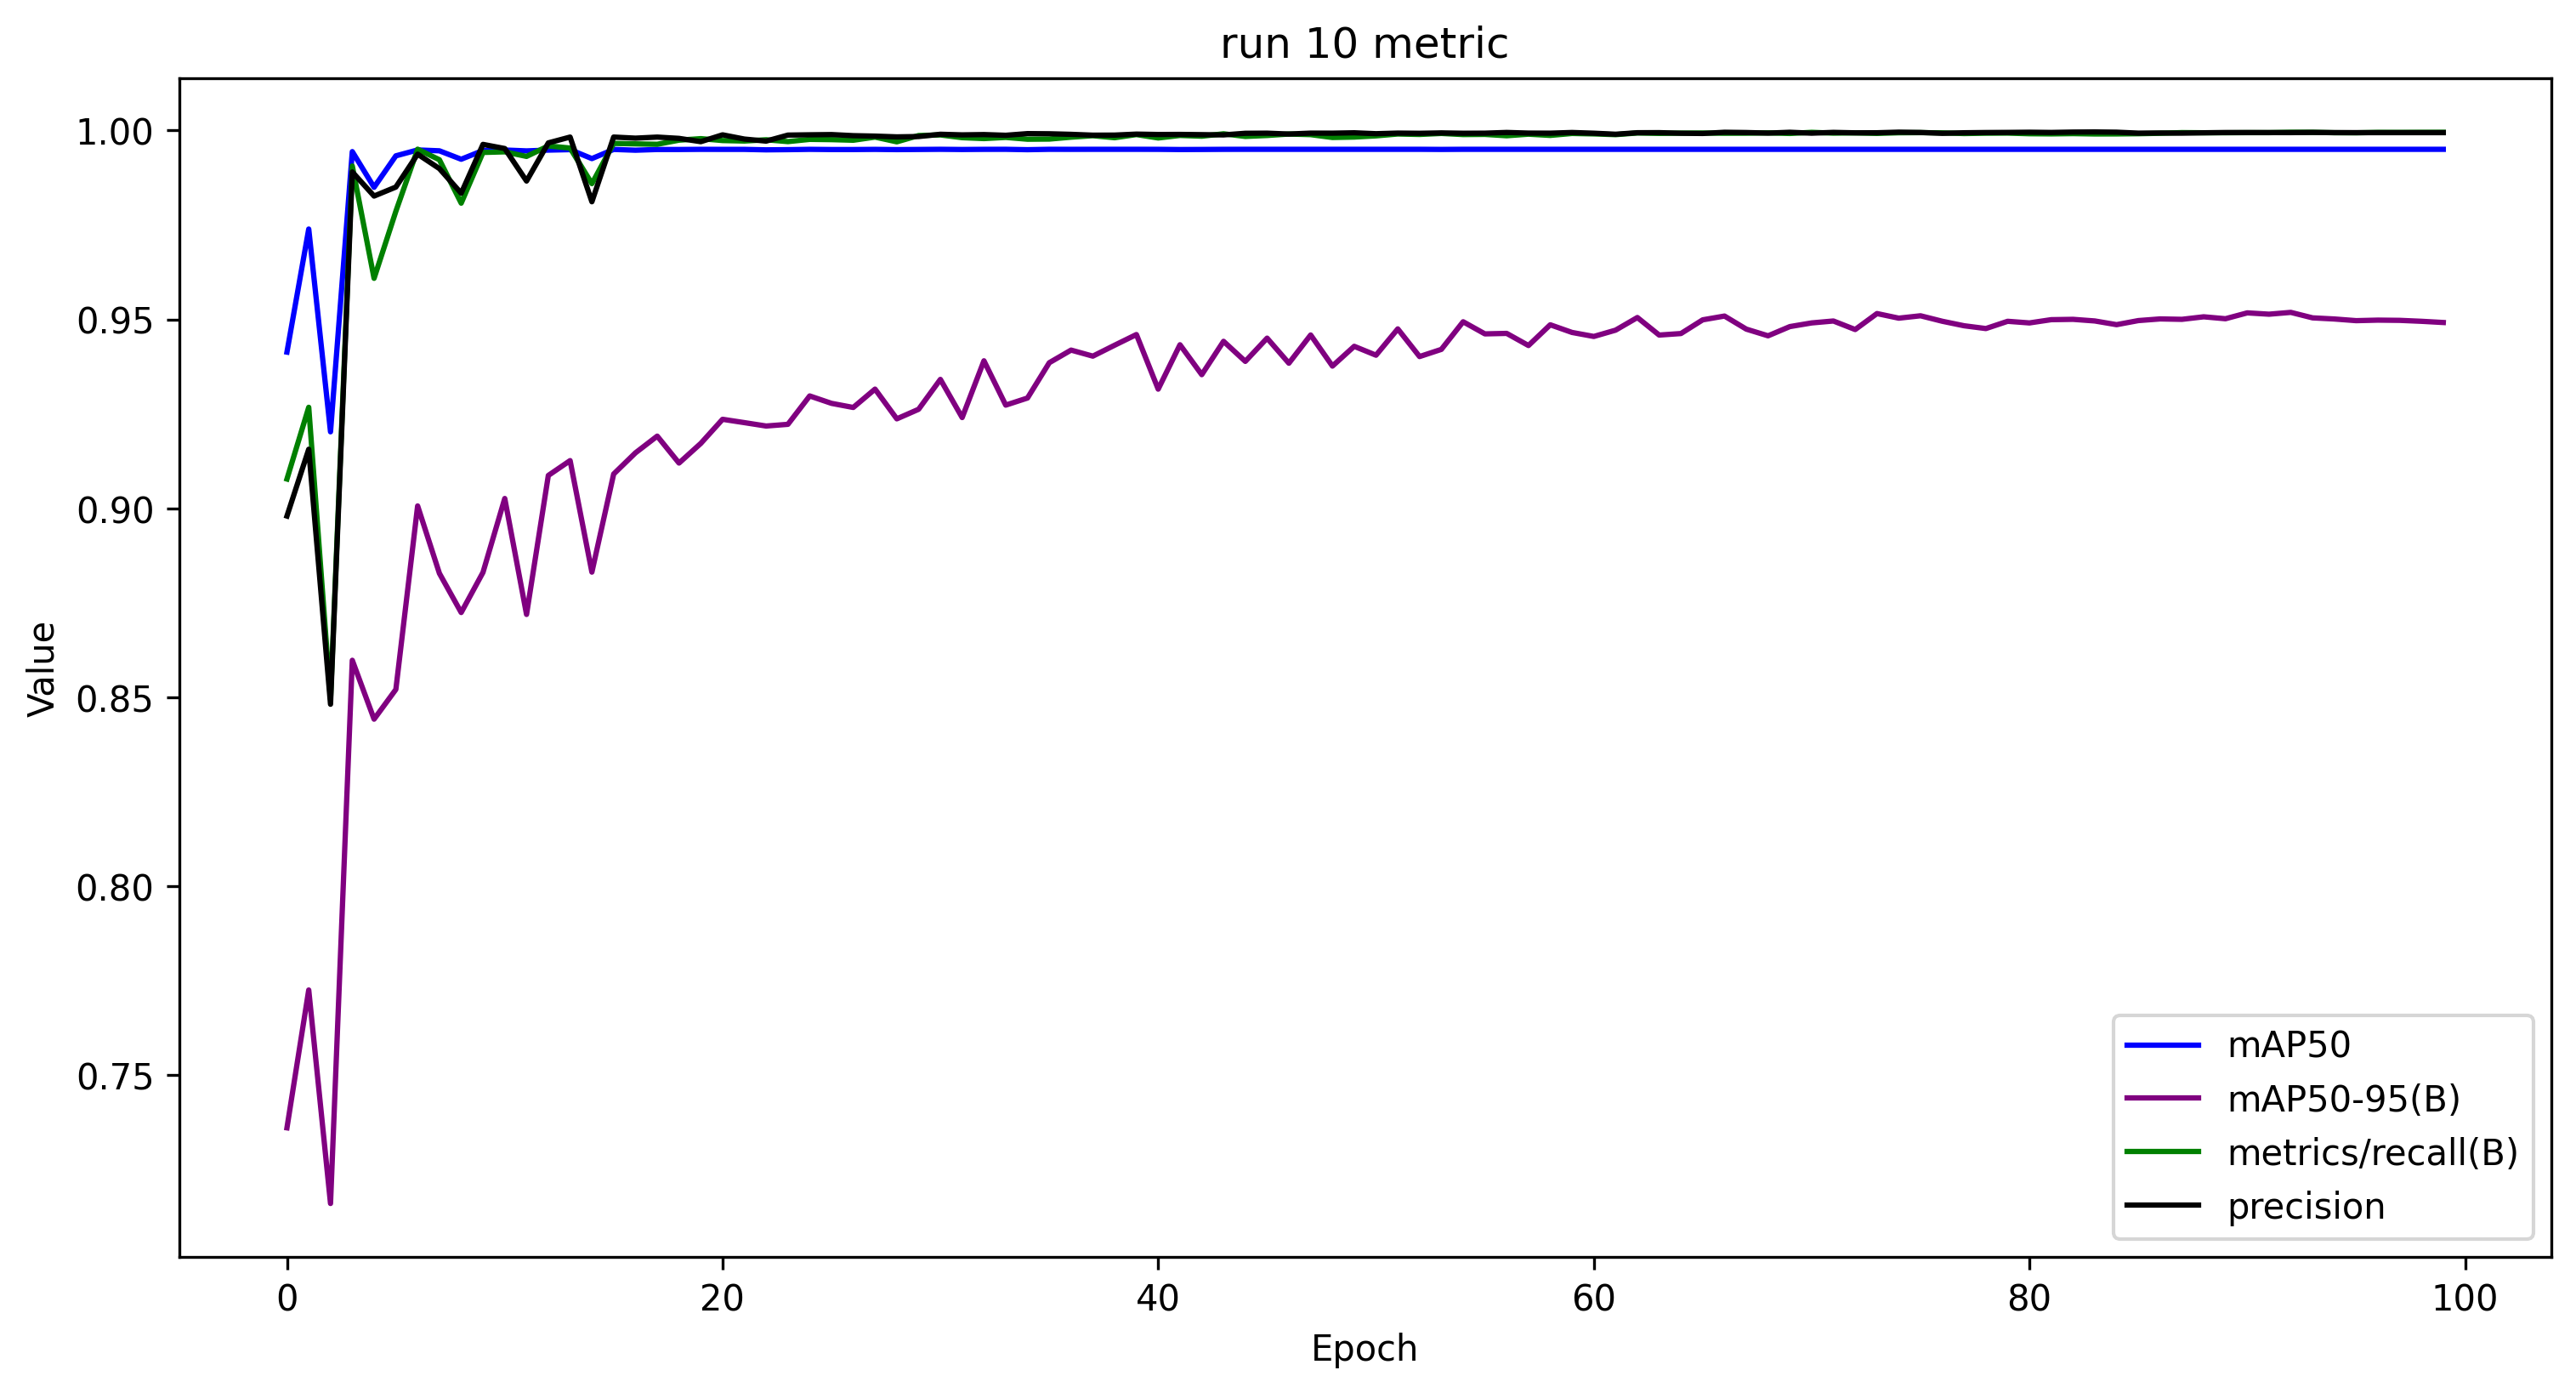 run 10 metric
1.00
0.95
0.90
0.85
0.80
0.75
Value
0 20 40 60 80 100
Epoch
mAP50
mAP50-95(B)
metrics/recall(B)
precision